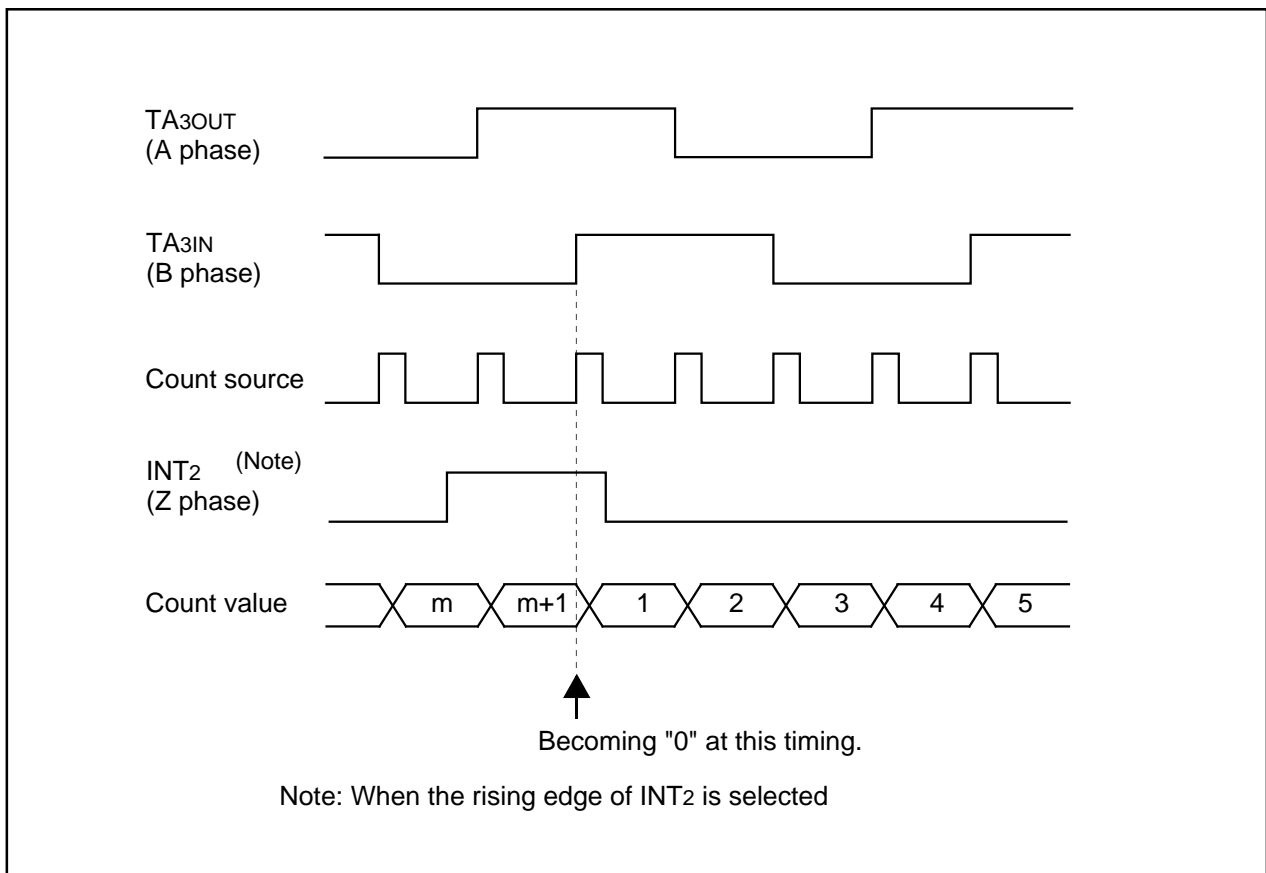 TA3OUT
(A phase)
TA3IN
(B phase)
Count source
INT2 (Note)
(Z phase)
Count value m m+1 1 2 3 4 5
Becoming "0" at this timing.
Note: When the rising edge of INT2 is selected